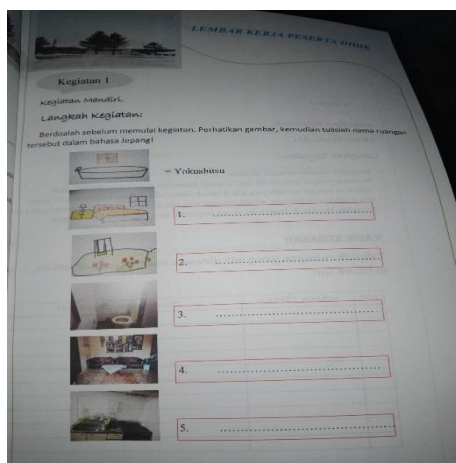 LEMBAR KERJA PESERTA DIDIK
Kegiatan 1
Kegiatan Mandiri.
Langkah Kegiatan:
Berdoalah sebelum memulai kegiatan. Perhatikan gambar, kemudian tulislah nama ruangan
tersebut dalam bahasa Jepang!
= Yokushitsu
1. ..................................................
2. ..................................................
3. ..................................................
4. ..................................................
5. ..................................................